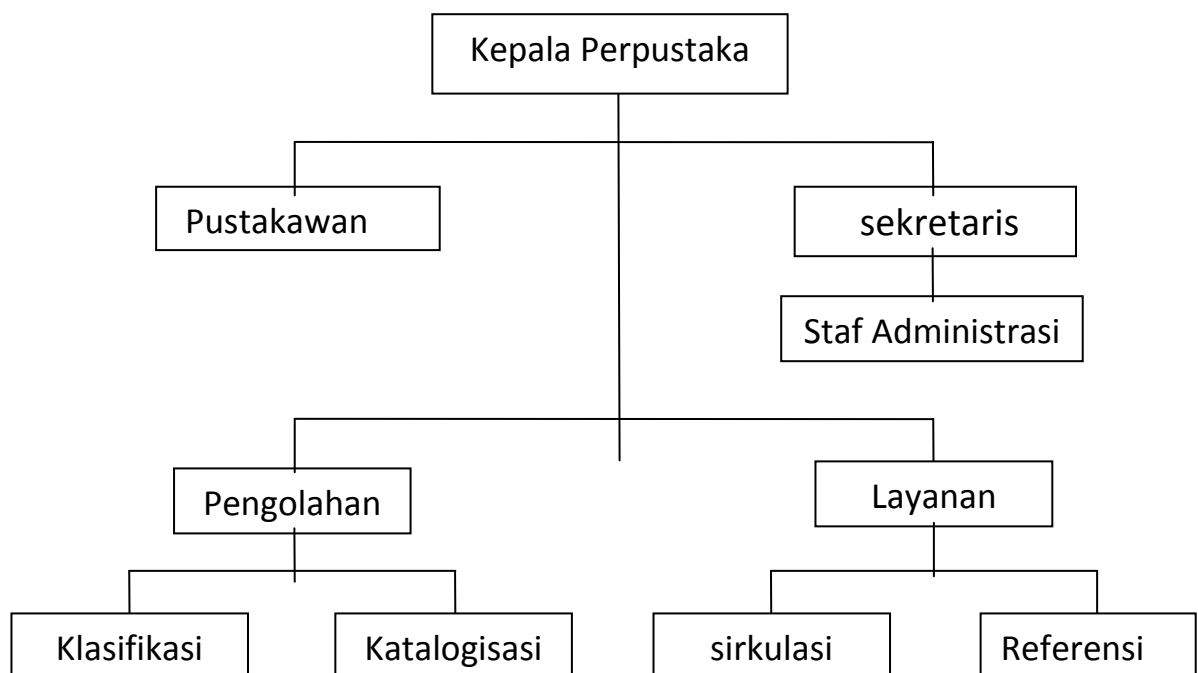 Kepala Perpustaka
Pustakawan
sekretaris
Staf Administrasi
Pengolahan
Layanan
Klasifikasi
Katalogisasi
sirkulasi
Referensi